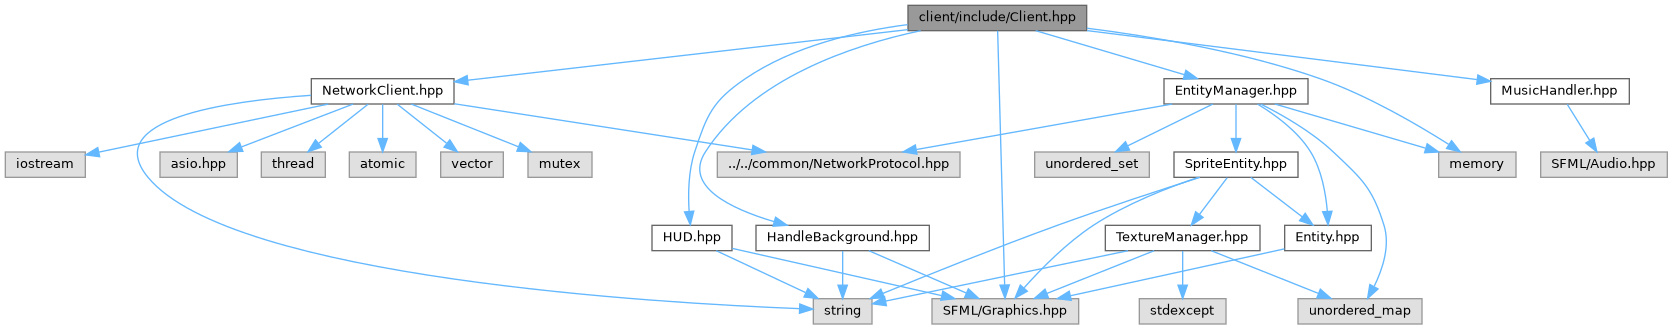 client/include/Client.hpp
NetworkClient.hpp
EntityManager.hpp
MusicHandler.hpp
iostream
asio.hpp
thread
atomic
vector
mutex
../../common/NetworkProtocol.hpp
unordered_set
SpriteEntity.hpp
memory
SFML/Audio.hpp
HUD.hpp
HandleBackground.hpp
TextureManager.hpp
Entity.hpp
string
SFML/Graphics.hpp
stdexcept
unordered_map